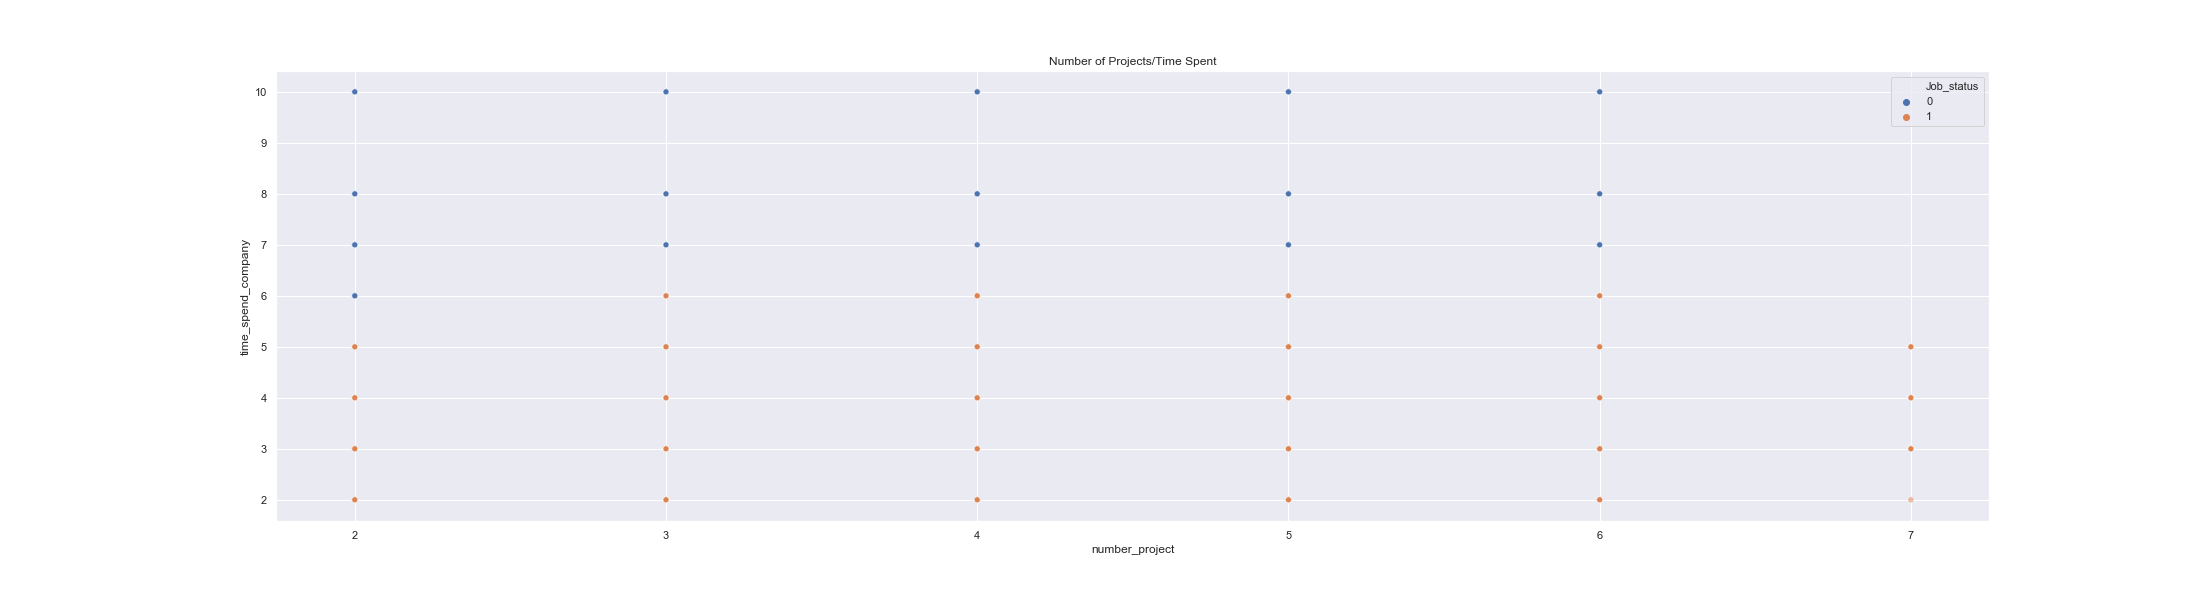 Number of Projects/Time Spent
Job_status
0
1
time_spend_company
10
9
8
7
6
5
4
3
2
2 3 4 5 6 7
number_project